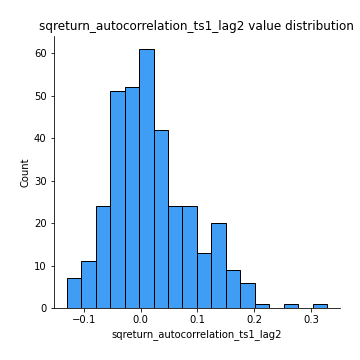 sqreturn_autocorrelation_ts1_lag2 value distribution
60
50
40
30
20
10
0
Count
−0.1 0.0 0.1 0.2 0.3
sqreturn_autocorrelation_ts1_lag2